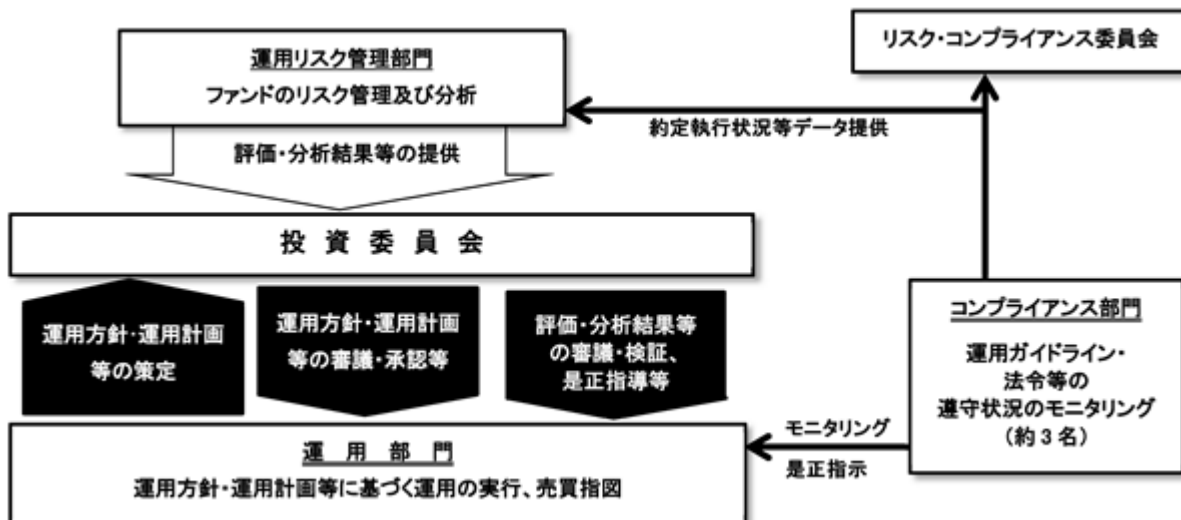 運用リスク管理部門
ファンドのリスク管理及び分析
リスク・コンプライアンス委員会
約定執行状況等データ提供
評価・分析結果等の提供
投資委員会
運用方針・運用計画
等の策定
運用方針・運用計画
等の審議・承認等
評価・分析結果等
の審議・検証、
是正指導等
コンプライアンス部門
運用ガイドライン・
法令等の
遵守状況のモニタリング
（約3名）
モニタリング
是正指示
運用部門
運用方針・運用計画等に基づく運用の実行、売買指図